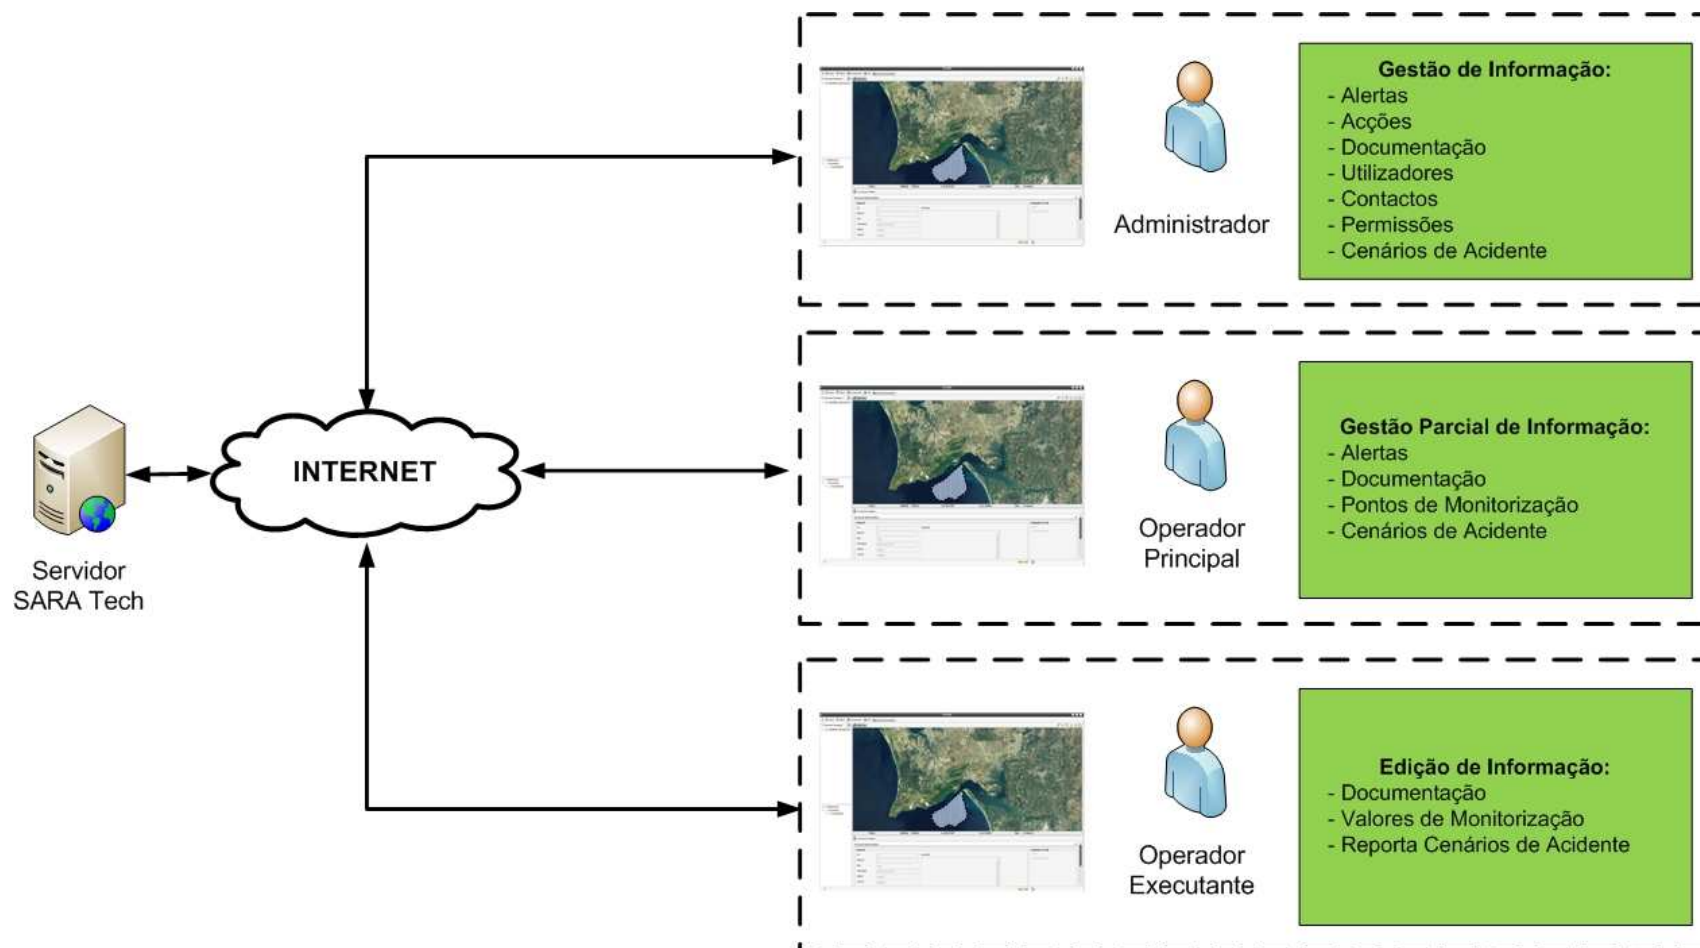 Gestão de Informação:
- Alertas
- Acções
- Documentação
- Utilizadores
- Contactos
- Permissões
- Cenários de Acidente
Administrador
Gestão Parcial de Informação:
- Alertas
- Documentação
- Pontos de Monitorização
- Cenários de Acidente
Operador
Principal
INTERNET
Servidor
SARA Tech
Edição de Informação:
- Documentação
- Valores de Monitorização
- Reporta Cenários de Acidente
Operador
Executante